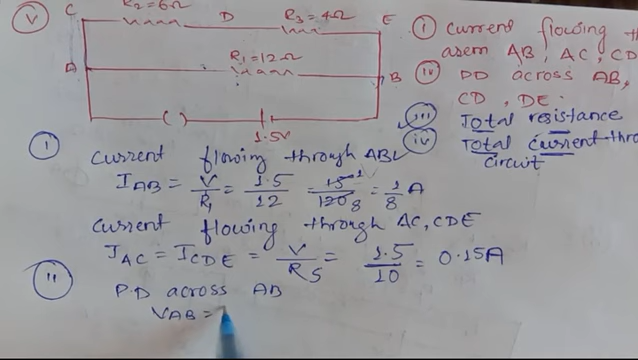 V
C R2=6Ω D R3=4Ω E
R1=12Ω
A B
( ) 1.5V
i Current flowing
AB, AC, CD
iv PD across AB,
CD, DE.
iii Total resistance
iv Total current
circuit
i Current flowing through AB
IAB = V/R1 = 1.5/12 = 15/120 8 = 1/8 A
Current flowing through AC, CDE
IAC = ICDE = V/RS = 1.5/10 = 0.15A
ii P.D across AB
VAB =